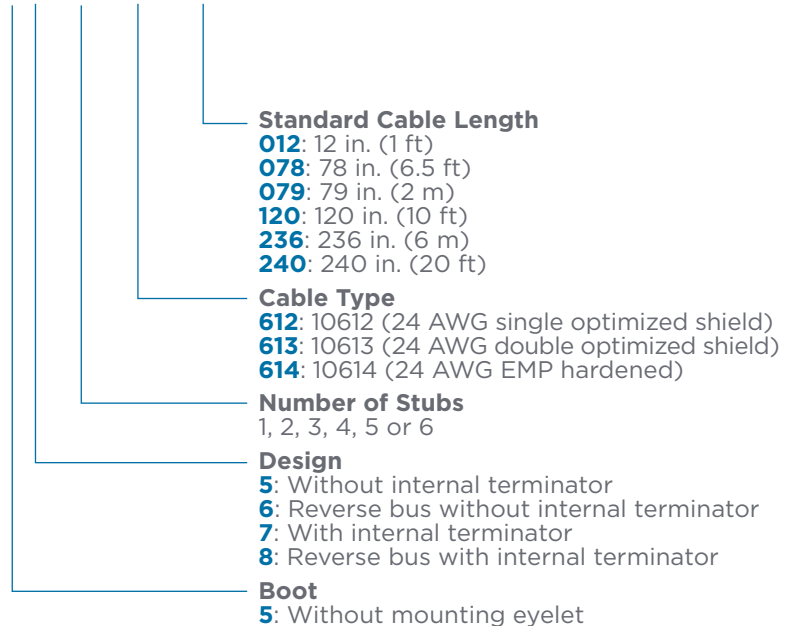 Standard Cable Length
012: 12 in. (1 ft)
078: 78 in. (6.5 ft)
079: 79 in. (2 m)
120: 120 in. (10 ft)
236: 236 in. (6 m)
240: 240 in. (20 ft)
Cable Type
612: 10612 (24 AWG single optimized shield)
613: 10613 (24 AWG double optimized shield)
614: 10614 (24 AWG EMP hardened)
Number of Stubs
1, 2, 3, 4, 5 or 6
Design
5: Without internal terminator
6: Reverse bus without internal terminator
7: With internal terminator
8: Reverse bus with internal terminator
Boot
5: Without mounting eyelet